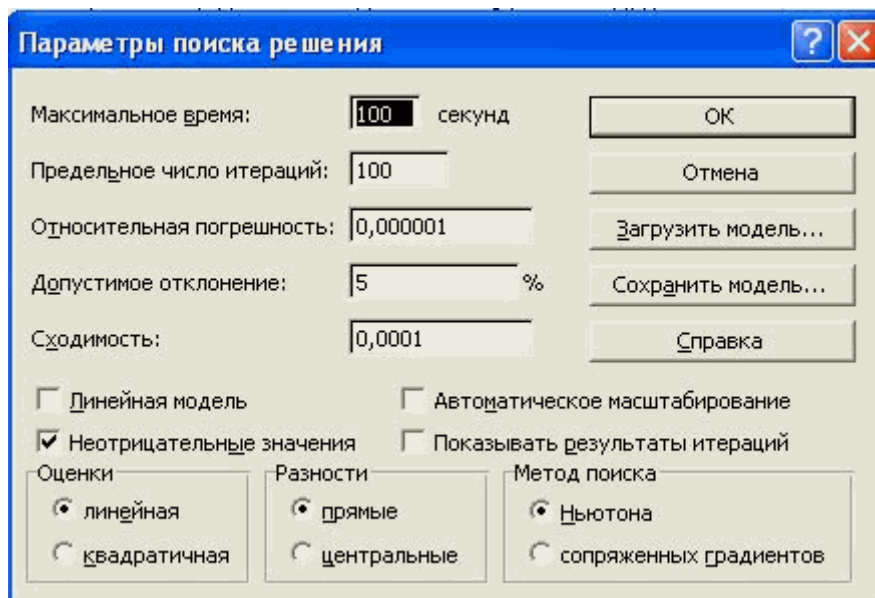 Параметры поиска решения
Максимальное время: 100 секунд OK
Предельное число итераций: 100 Отмена
Относительная погрешность: 0,000001 Загрузить модель...
Допустимое отклонение: 5 % Сохранить модель...
Сходимость: 0,0001 Справка
Линейная модель Автоматическое масштабирование
Неотрицательные значения Показывать результаты итераций
Оценки Разности Метод поиска
линейная прямые Ньютона
квадратичная центральные сопряженных градиентов